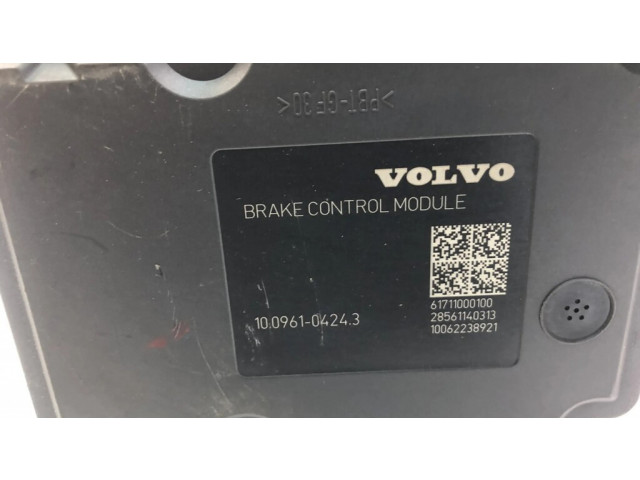 >PBT-GF30<
VOLVO
BRAKE CONTROL MODULE
10.0961-0424.3
61711000100
28561140313
10062238921